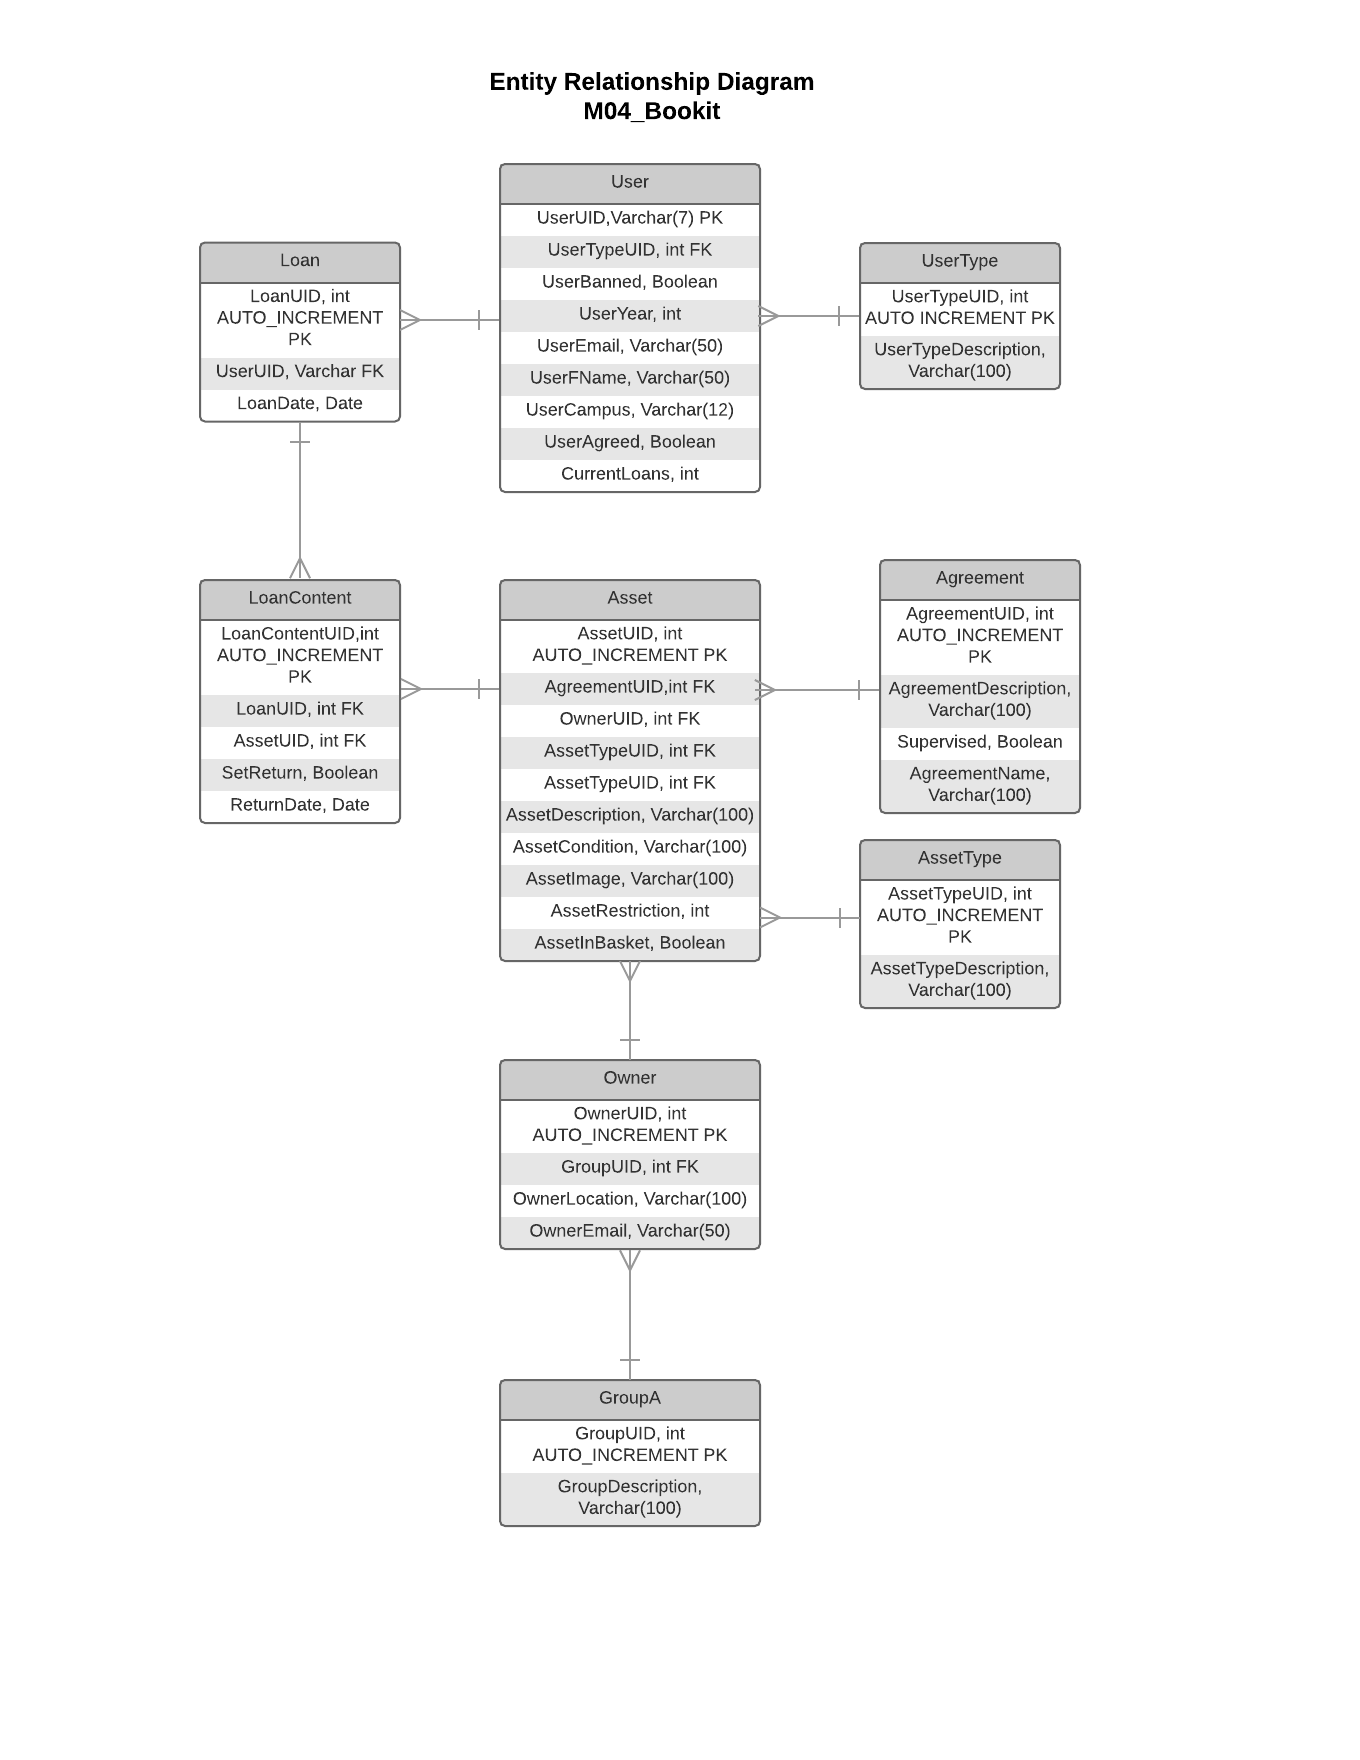 Entity Relationship Diagram
M04_Bookit
User
UserUID,Varchar(7) PK
UserTypeUID, int FK
UserBanned, Boolean
UserYear, int
UserEmail, Varchar(50)
UserFName, Varchar(50)
UserCampus, Varchar(12)
UserAgreed, Boolean
CurrentLoans, int
Loan
LoanUID, int
AUTO_INCREMENT
PK
UserUID, Varchar FK
LoanDate, Date
UserType
UserTypeUID, int
AUTO INCREMENT PK
UserTypeDescription,
Varchar(100)
LoanContent
LoanContentUID,int
AUTO_INCREMENT
PK
LoanUID, int FK
AssetUID, int FK
SetReturn, Boolean
ReturnDate, Date
Asset
AssetUID, int
AUTO_INCREMENT PK
AgreementUID,int FK
OwnerUID, int FK
AssetTypeUID, int FK
AssetTypeUID, int FK
AssetDescription, Varchar(100)
AssetCondition, Varchar(100)
AssetImage, Varchar(100)
AssetRestriction, int
AssetInBasket, Boolean
Agreement
AgreementUID, int
AUTO_INCREMENT
PK
AgreementDescription,
Varchar(100)
Supervised, Boolean
AgreementName,
Varchar(100)
AssetType
AssetTypeUID, int
AUTO_INCREMENT
PK
AssetTypeDescription,
Varchar(100)
Owner
OwnerUID, int
AUTO_INCREMENT PK
GroupUID, int FK
OwnerLocation, Varchar(100)
OwnerEmail, Varchar(50)
GroupA
GroupUID, int
AUTO_INCREMENT PK
GroupDescription,
Varchar(100)